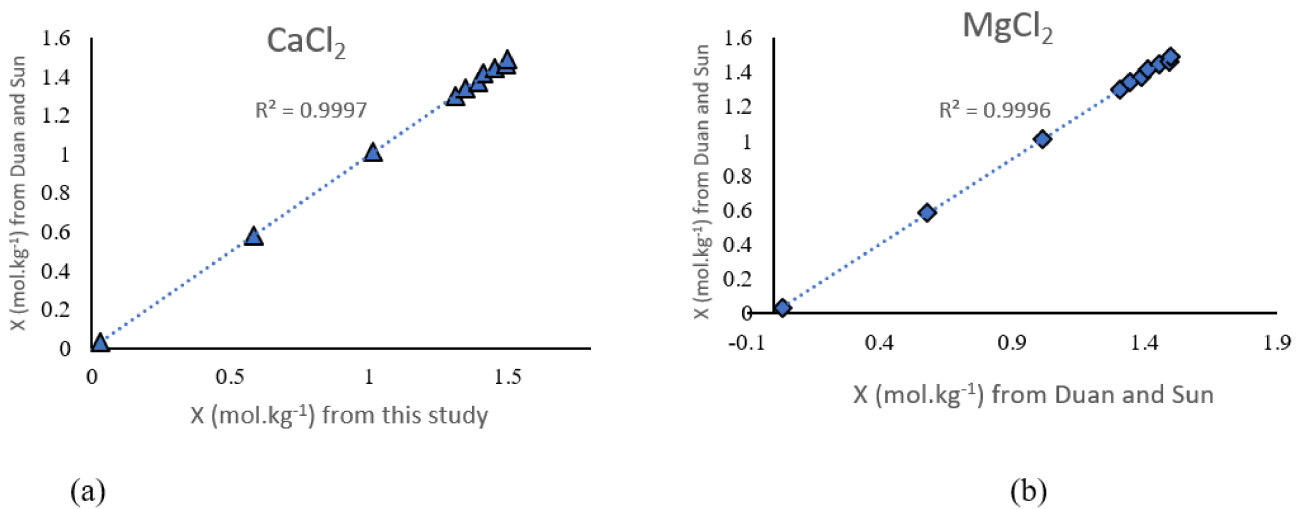 CaCl₂
R² = 0.9997
X (mol.kg⁻¹) from Duan and Sun
1.6
1.4
1.2
1
0.8
0.6
0.4
0.2
0
0
0.5
1
1.5
X (mol.kg⁻¹) from this study
(a)
MgCl₂
R² = 0.9996
X (mol.kg⁻¹) from Duan and Sun
1.6
1.4
1.2
1
0.8
0.6
0.4
0.2
0
-0.1
0.4
0.9
1.4
1.9
X (mol.kg⁻¹) from Duan and Sun
(b)